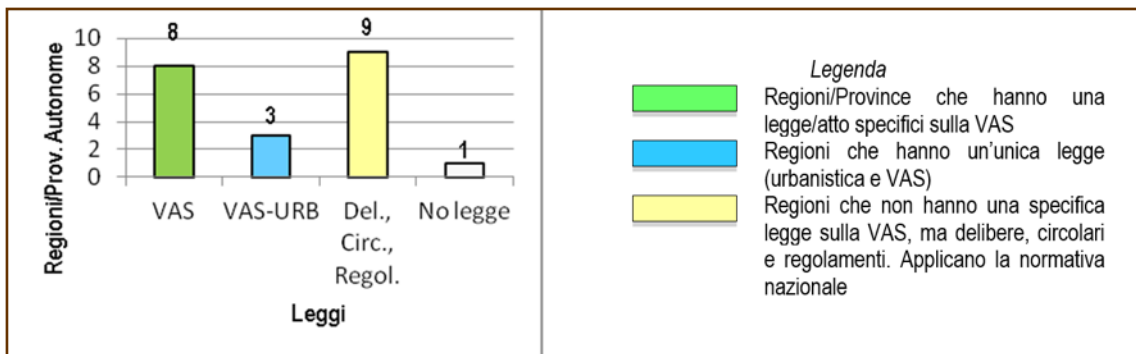 Regioni/Prov. Autonome
10
8
6
4
2
0
8
3
9
1
VAS
VAS-URB
Del.,
Circ.,
Regol.
No legge
Leggi
Legenda
Regioni/Province che hanno una
legge/atto specifici sulla VAS
Regioni che hanno un'unica legge
(urbanistica e VAS)
Regioni che non hanno una specifica
legge sulla VAS, ma delibere, circolari
e regolamenti. Applicano la normativa
nazionale